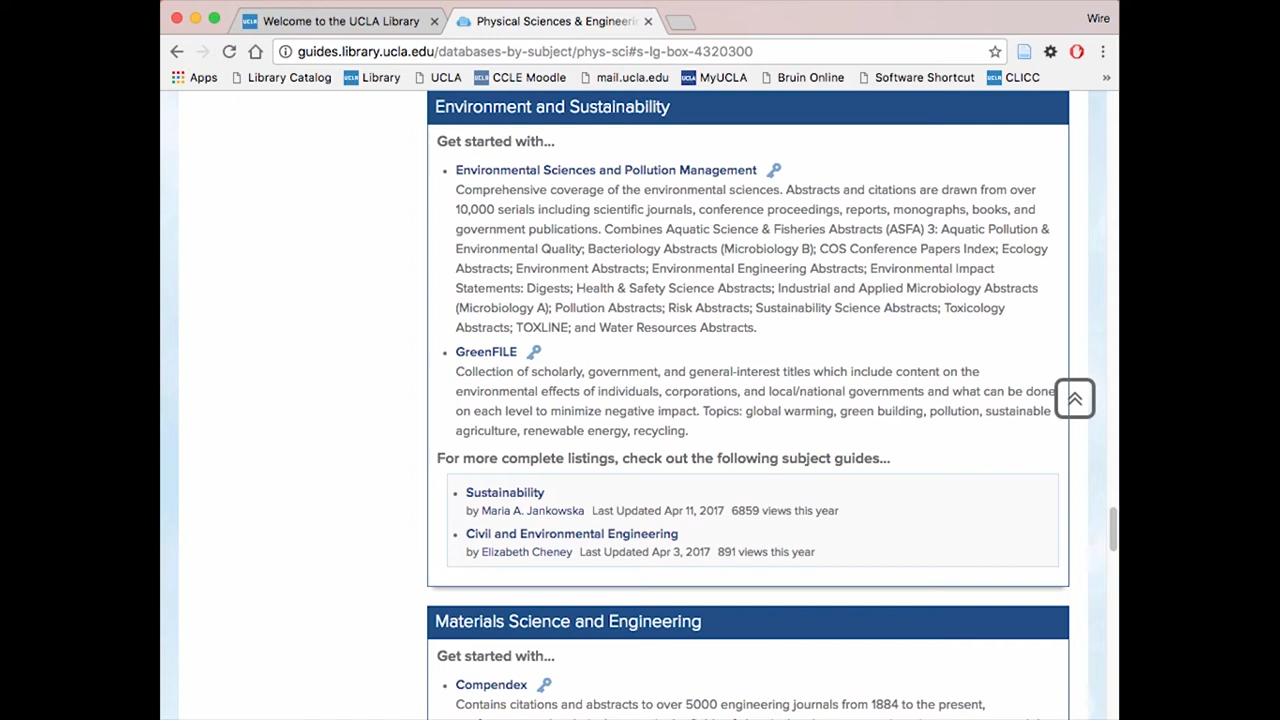 Welcome to the UCLA Library
Physical Sciences & Engineerin
Wire
guides.library.ucla.edu/databases-by-subject/phys-sci#s-lg-box-4320300
Apps Library Catalog Library UCLA CCLE Moodle mail.ucla.edu MyUCLA Bruin Online Software Shortcut CLICC »
Environment and Sustainability
Get started with...
Environmental Sciences and Pollution Management
Comprehensive coverage of the environmental sciences. Abstracts and citations are drawn from over
10,000 serials including scientific journals, conference proceedings, reports, monographs, books, and
government publications. Combines Aquatic Science & Fisheries Abstracts (ASFA) 3: Aquatic Pollution &
Environmental Quality; Bacteriology Abstracts (Microbiology B); COS Conference Papers Index; Ecology
Abstracts; Environment Abstracts; Environmental Engineering Abstracts; Environmental Impact
Statements: Digests; Health & Safety Science Abstracts; Industrial and Applied Microbiology Abstracts
(Microbiology A); Pollution Abstracts; Risk Abstracts; Sustainability Science Abstracts; Toxicology
Abstracts; TOXLINE; and Water Resources Abstracts.
GreenFILE
Collection of scholarly, government, and general-interest titles which include content on the
environmental effects of individuals, corporations, and local/national governments and what can be done
on each level to minimize negative impact. Topics: global warming, green building, pollution, sustainable
agriculture, renewable energy, recycling.
For more complete listings, check out the following subject guides...
Sustainability
by Maria A. Jankowska Last Updated Apr 11, 2017 6859 views this year
Civil and Environmental Engineering
by Elizabeth Cheney Last Updated Apr 3, 2017 891 views this year
Materials Science and Engineering
Get started with...
Compendex
Contains citations and abstracts to over 5000 engineering journals from 1884 to the present,